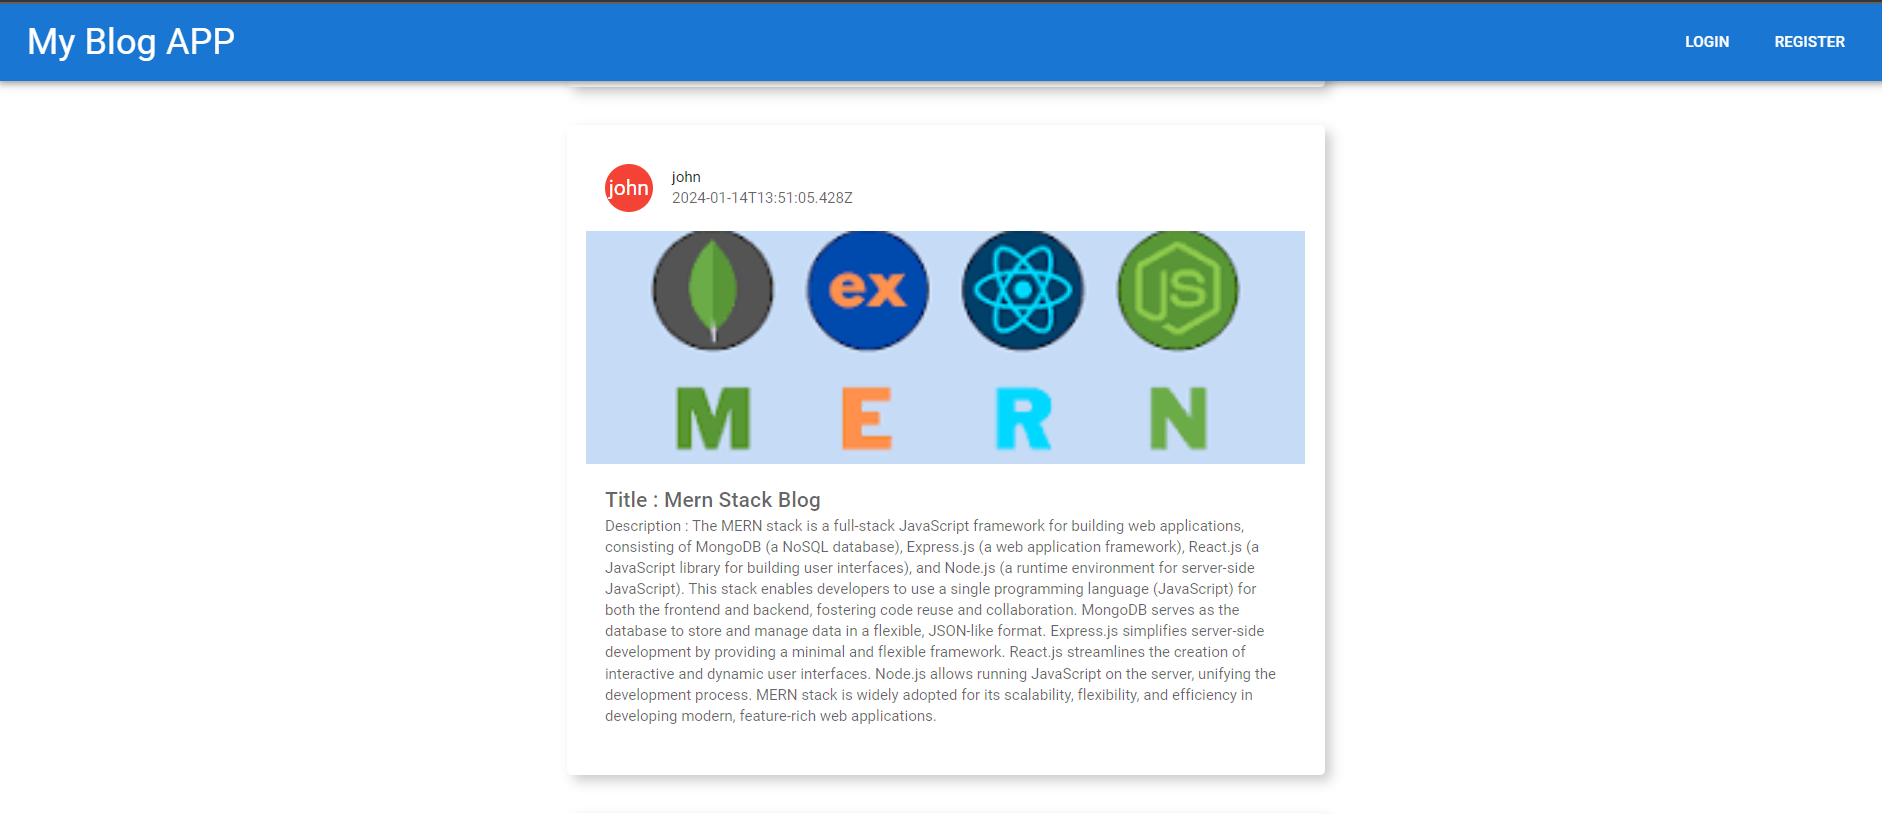 My Blog APP
LOGIN REGISTER
john
john
2024-01-14T13:51:05.428Z
ex
JS
M E R N
Title : Mern Stack Blog
Description : The MERN stack is a full-stack JavaScript framework for building web applications,
consisting of MongoDB (a NoSQL database), Express.js (a web application framework), React.js (a
JavaScript library for building user interfaces), and Node.js (a runtime environment for server-side
JavaScript). This stack enables developers to use a single programming language (JavaScript) for
both the frontend and backend, fostering code reuse and collaboration. MongoDB serves as the
database to store and manage data in a flexible, JSON-like format. Express.js simplifies server-side
development by providing a minimal and flexible framework. React.js streamlines the creation of
interactive and dynamic user interfaces. Node.js allows running JavaScript on the server, unifying the
development process. MERN stack is widely adopted for its scalability, flexibility, and efficiency in
developing modern, feature-rich web applications.